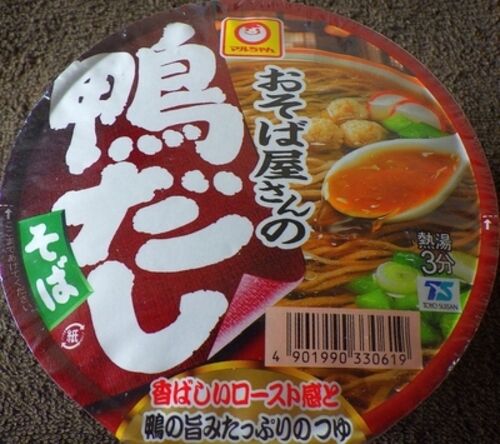 マルちゃん
おそば屋さんの
鴨だし
そば
熱湯
3分
TS
TOYO SUISAN
紙
4 901990 330619
香ばしいロースト感と
鴨の旨みたっぷりのつゆ